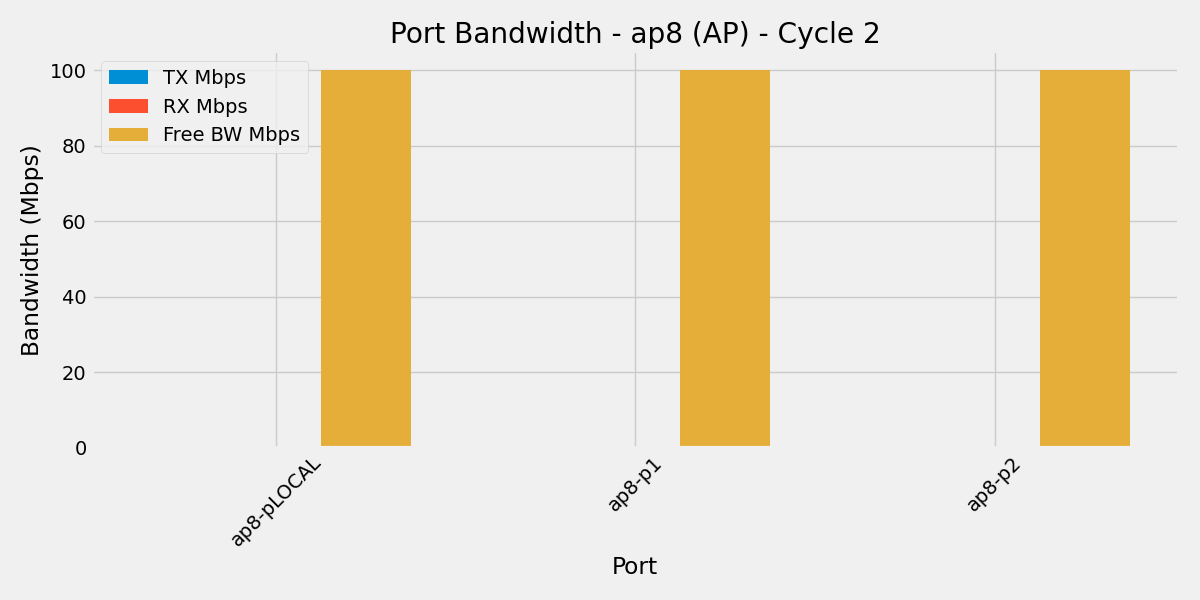 Port Bandwidth - ap8 (AP) - Cycle 2
TX Mbps
RX Mbps
Free BW Mbps
Bandwidth (Mbps)
100
80
60
40
20
0
ap8-pLOCAL
ap8-p1
ap8-p2
Port